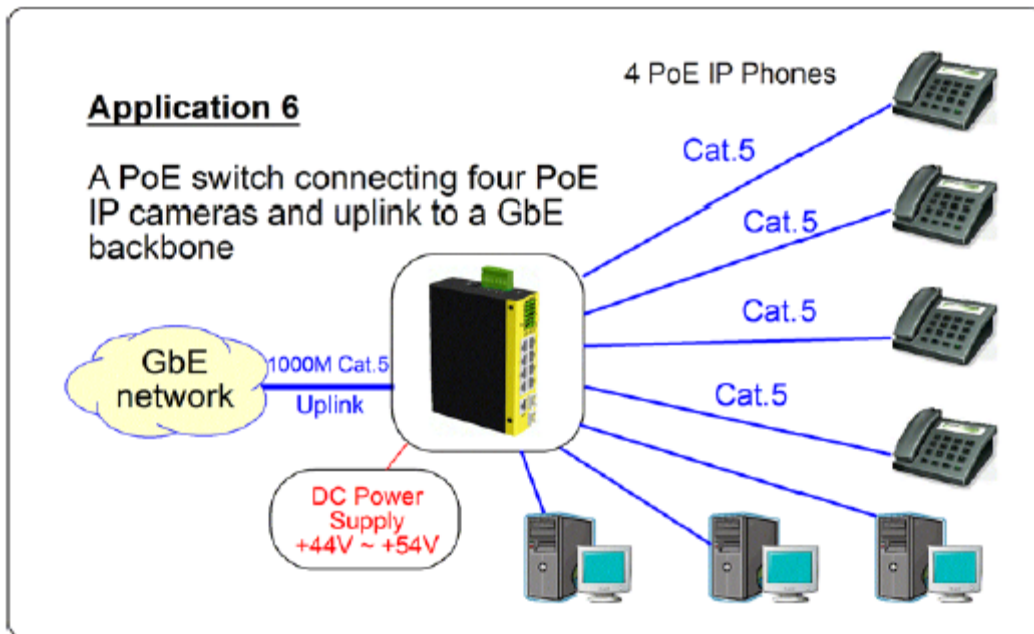 Application 6
A PoE switch connecting four PoE
IP cameras and uplink to a GbE
backbone
4 PoE IP Phones
Cat.5
Cat.5
Cat.5
Cat.5
GbE
network
1000M Cat.5
Uplink
DC Power
Supply
+44V ~ +54V